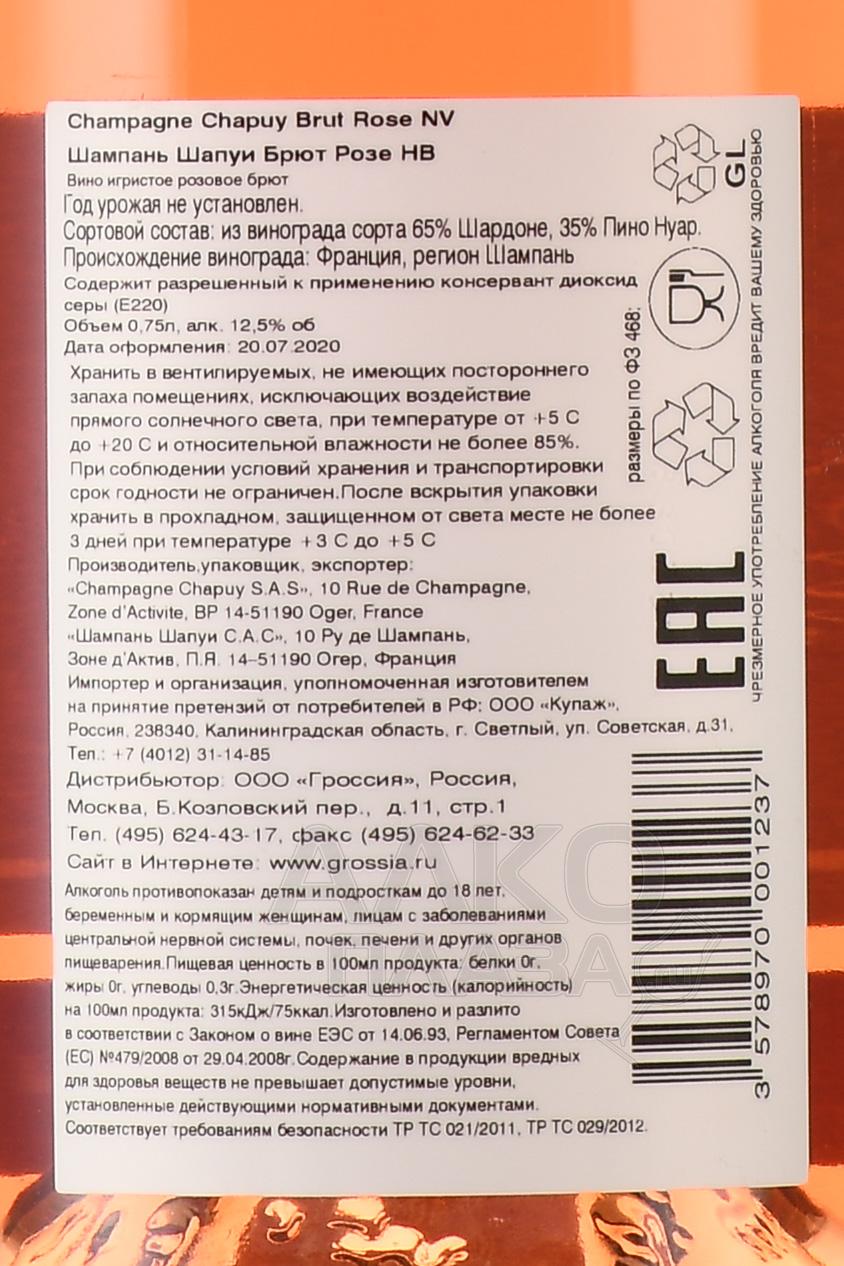 Champagne Chapuy Brut Rose NV
Шампань Шапуи Брют Розе НВ
Вино игристое розовое брют
Год урожая не установлен.
Сортовой состав: из винограда сорта 65% Шардоне, 35% Пино Нуар.
Происхождение винограда: Франция, регион Шампань
Содержит разрешенный к применению консервант диоксид
серы (Е220)
Объем 0,75л, алк. 12,5% об
Дата оформления: 20.07.2020
Хранить в вентилируемых, не имеющих постороннего
запаха помещениях, исключающих воздействие
прямого солнечного света, при температуре от +5 С
до +20 С и относительной влажности не более 85%.
При соблюдении условий хранения и транспортировки
срок годности не ограничен.После вскрытия упаковки
хранить в прохладном, защищенном от света месте не более
3 дней при температуре +3 С до +5 С
Производитель,упаковщик, экспортер:
«Champagne Chapuy S.A.S», 10 Rue de Champagne,
Zone d'Activite, BP 14-51190 Oger, France
«Шампань Шапуи С.А.С», 10 Ру де Шампань,
Зоне д'Актив, П.Я. 14-51190 Огер, Франция
Импортер и организация, уполномоченная изготовителем
на принятие претензий от потребителей в РФ: ООО «Купаж»,
Россия, 238340, Калининградская область, г. Светлый, ул. Советская, д.31,
Тел.: +7 (4012) 31-14-85
Дистрибьютор: ООО «Гроссия», Россия,
Москва, Б.Козловский пер., д.11, стр.1
Тел. (495) 624-43-17, факс (495) 624-62-33
Сайт в Интернете: www.grossia.ru
Алкоголь противопоказан детям и подросткам до 18 лет,
беременным и кормящим женщинам, лицам с заболеваниями
центральной нервной системы, почек, печени и других органов
пищеварения.Пищевая ценность в 100мл продукта: белки 0г,
жиры 0г, углеводы 0,3г.Энергетическая ценность (калорийность)
на 100мл продукта: 315кДж/75ккал.Изготовлено и разлито
в соответствии с Законом о вине ЕЭС от 14.06.93, Регламентом Совета
(ЕС) №479/2008 от 29.04.2008г.Содержание в продукции вредных
для здоровья веществ не превышает допустимые уровни,
установленные действующими нормативными документами.
Соответствует требованиям безопасности ТР ТС 021/2011, ТР ТС 029/2012.
GL
размеры по ФЗ 468:
ЧРЕЗМЕРНОЕ УПОТРЕБЛЕНИЕ АЛКОГОЛЯ ВРЕДИТ ВАШЕМУ ЗДОРОВЬЮ
EAC
3 578970 001237
АЛКО
ПЛАЗА
.ru